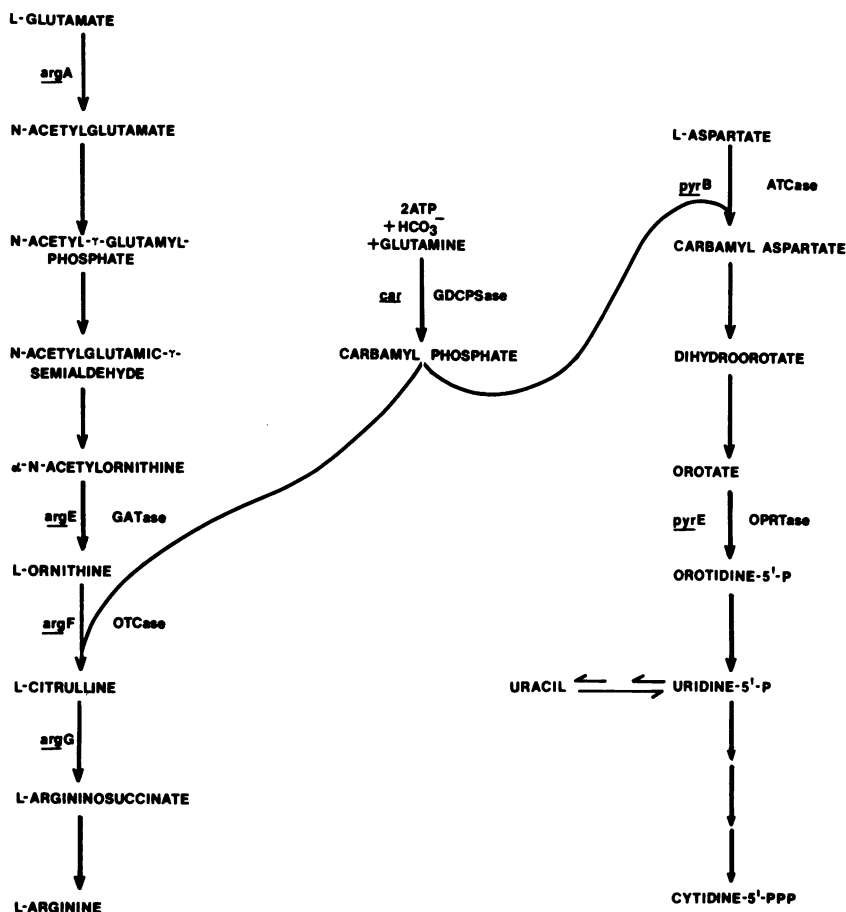 L-GLUTAMATE
argA
N-ACETYLGLUTAMATE
N-ACETYL-γ-GLUTAMYL-
PHOSPHATE
N-ACETYLGLUTAMIC-γ-
SEMIALDEHYDE
α-N-ACETYLORNITHINE
argE GATase
L-ORNITHINE
argF OTCase
L-CITRULLINE
argG
L-ARGININOSUCCINATE
L-ARGININE
2ATP
+HCO₃⁻
+GLUTAMINE
car GDCPSase
CARBAMYL PHOSPHATE
L-ASPARTATE
pyrB ATCase
CARBAMYL ASPARTATE
DIHYDROOROTATE
OROTATE
pyrE OPRTase
OROTIDINE-5'-P
URACIL URIDINE-5'-P
CYTIDINE-5'-PPP